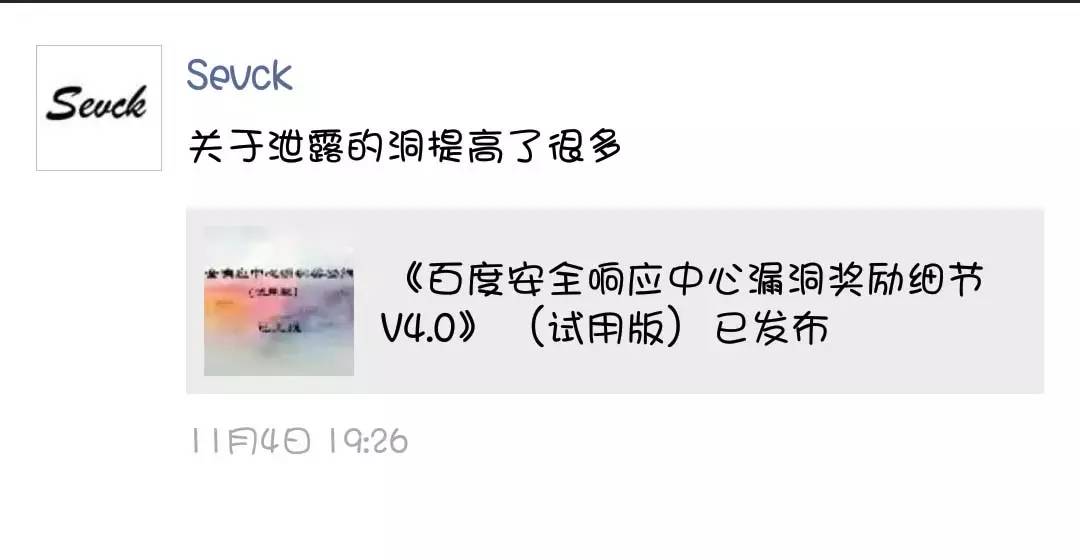 Sevck
Sevck
关于泄露的洞提高了很多
《百度安全响应中心漏洞奖励细节
V4.0》（试用版）已发布
11月4日 19:26